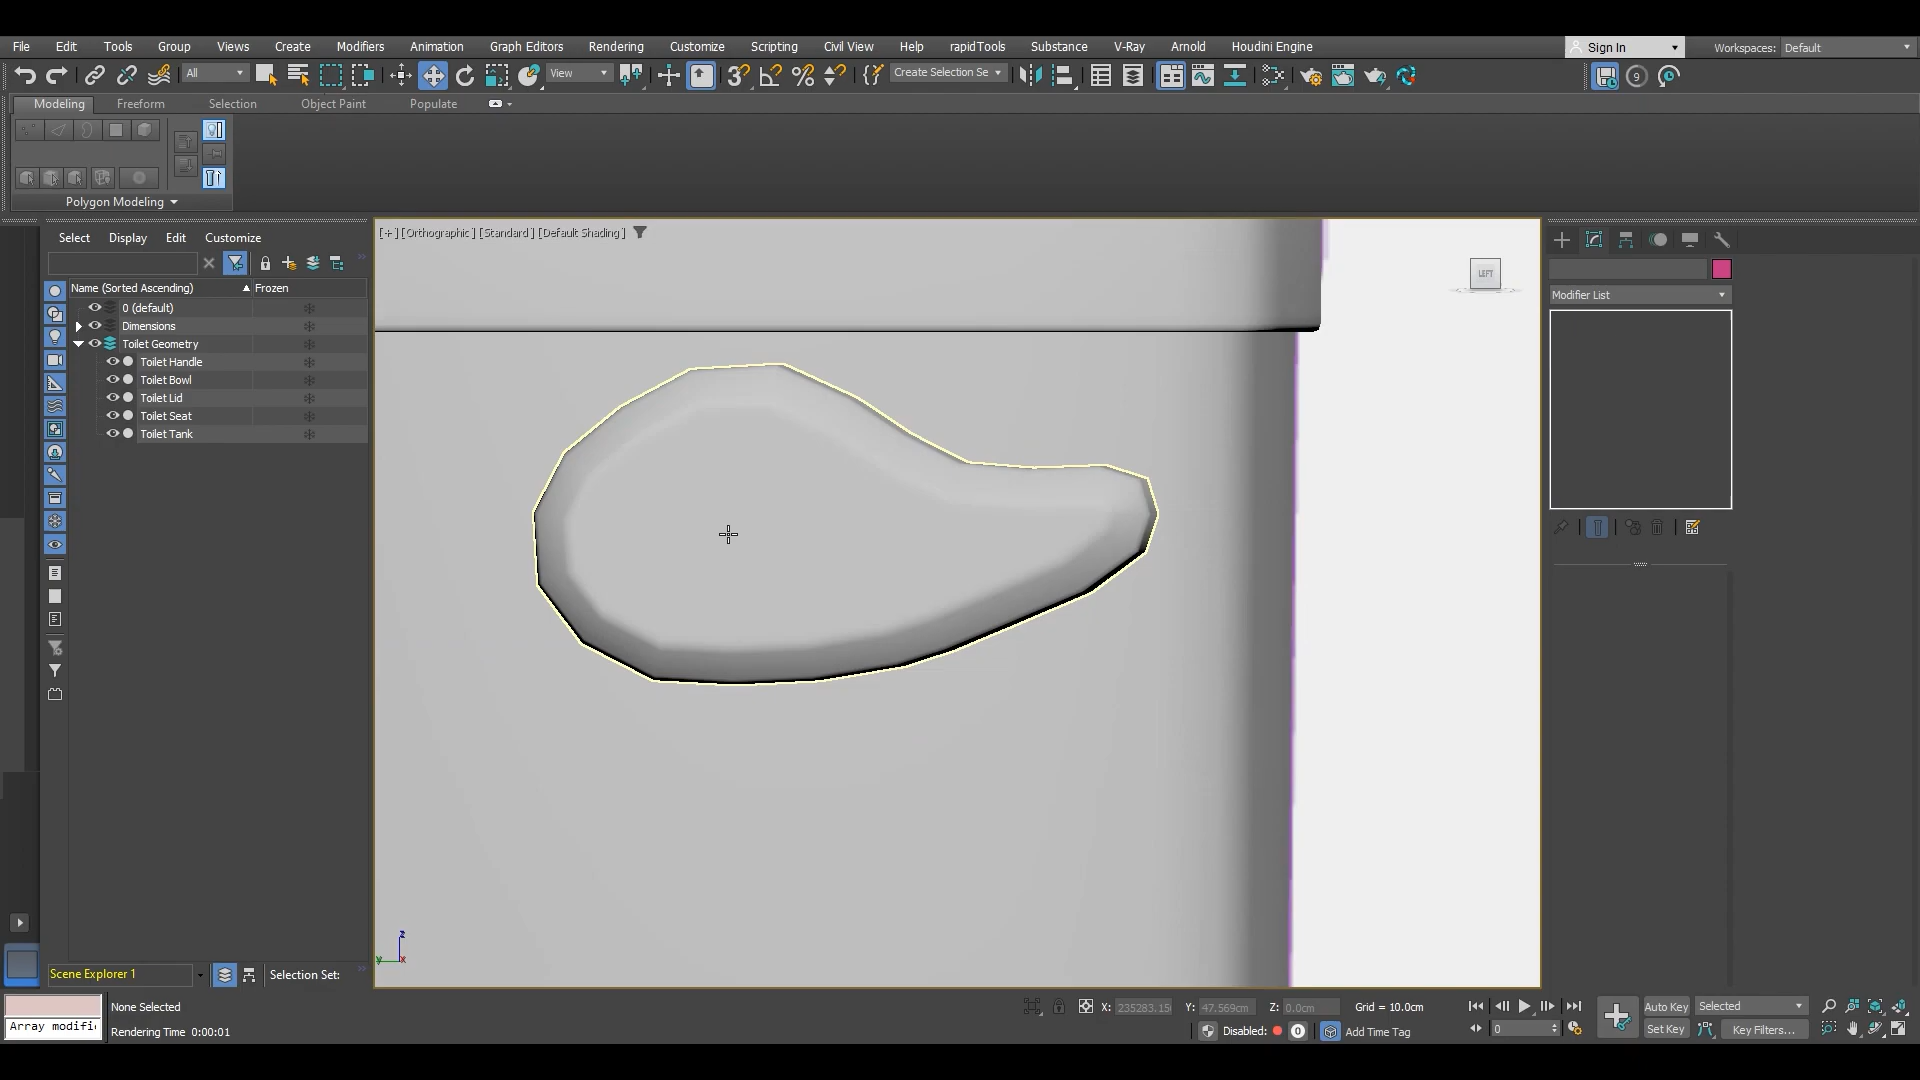 File Edit Tools Group Views Create Modifiers Animation Graph Editors Rendering Customize Scripting Civil View Help rapidTools Substance V-Ray Arnold Houdini Engine Sign In Workspaces: Default
All View Create Selection Se 9
Modeling Freeform Selection Object Paint Populate
Polygon Modeling
Select Display Edit Customize
[+] [Orthographic] [Standard] [Default Shading]
LEFT
Name (Sorted Ascending) Frozen
Modifier List
0 (default)
Dimensions
Toilet Geometry
Toilet Handle
Toilet Bowl
Toilet Lid
Toilet Seat
Toilet Tank
z
y x
Scene Explorer 1 Selection Set:
None Selected X: 235283.15 Y: 47.569cm Z: 0.0cm Grid = 10.0cm Auto Key Selected
Array modifi Rendering Time 0:00:01 Disabled: 0 Add Time Tag 0 Set Key Key Filters...